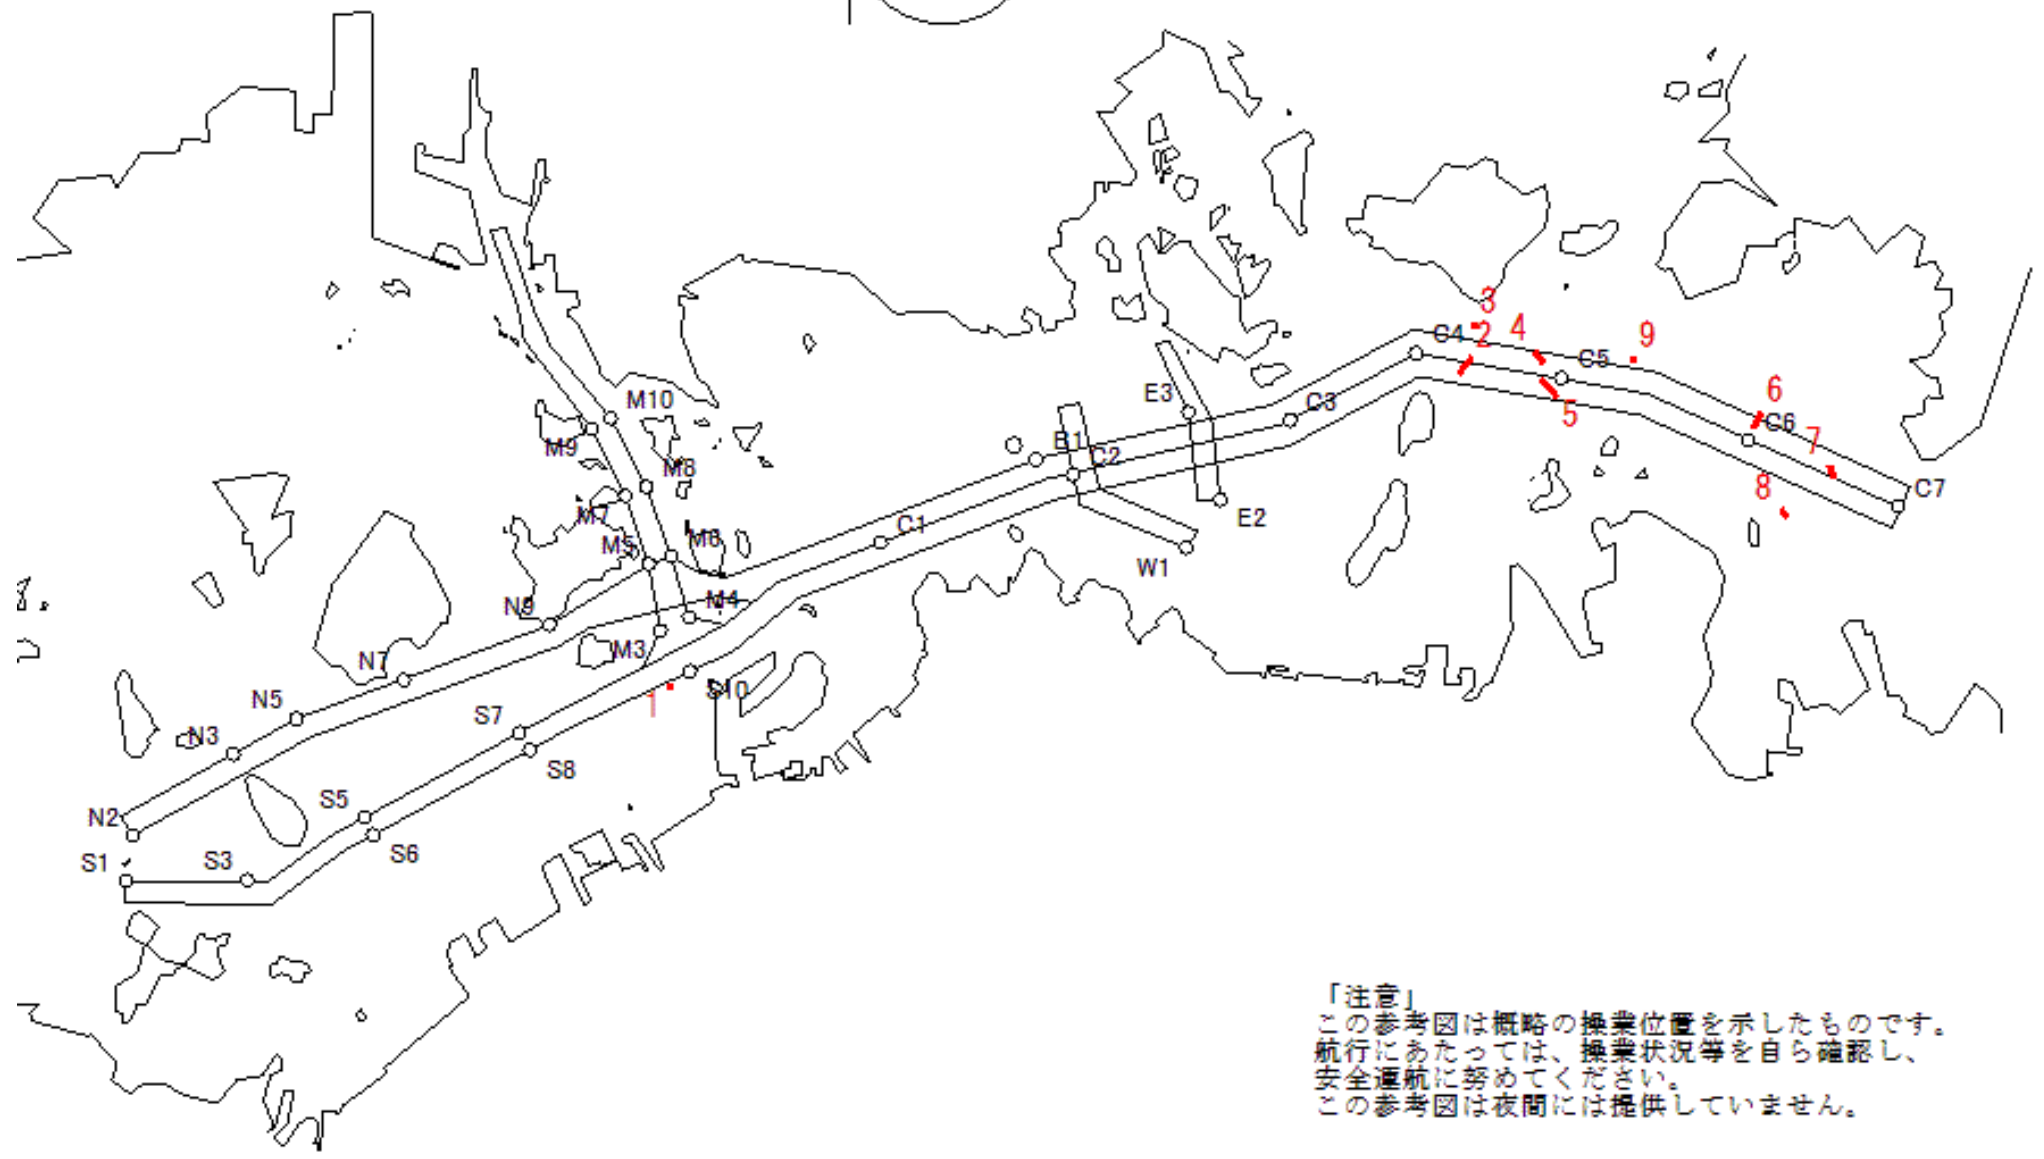 3
C4
2
4
C5
9
E3
M10
C3
5
6
C6
M9
B1
C2
M8
7
8
C7
M7
E2
C1
M5
M6
W1
N9
M4
M3
N7
S10
1
N5
S7
N3
S8
S5
N2
S6
S1
S3
「注意」
この参考図は概略の操業位置を示したものです。
航行にあたっては、操業状況等を自ら確認し、
安全運航に努めてください。
この参考図は夜間には提供していません。